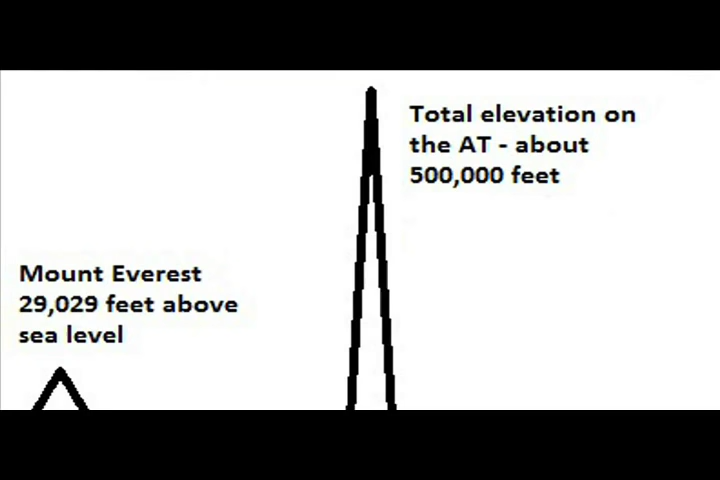 Total elevation on
the AT - about
500,000 feet
Mount Everest
29,029 feet above
sea level